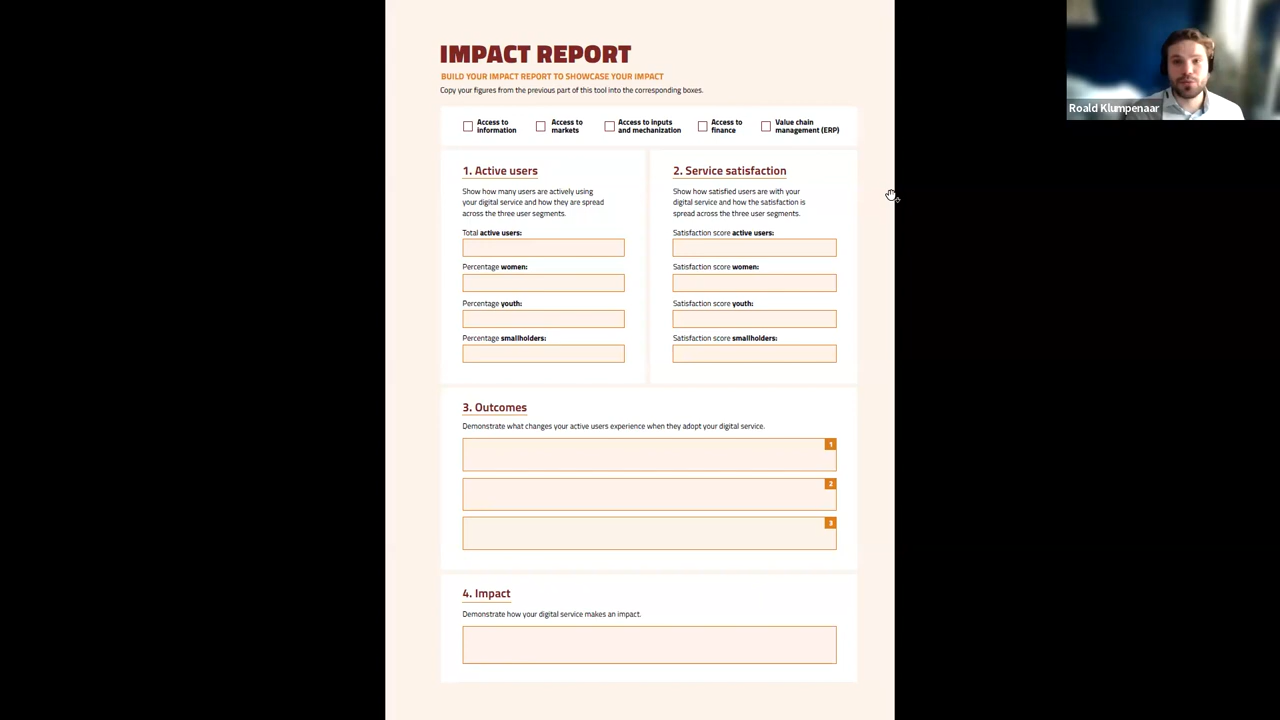 IMPACT REPORT
BUILD YOUR IMPACT REPORT TO SHOWCASE YOUR IMPACT
Copy your figures from the previous part of this tool into the corresponding boxes.
Access to information
Access to markets
Access to inputs and mechanization
Access to finance
Value chain management (ERP)
1. Active users
Show how many users are actively using
your digital service and how they are spread
across the three user segments.
Total active users:
Percentage women:
Percentage youth:
Percentage smallholders:
2. Service satisfaction
Show how satisfied users are with your
digital service and how the satisfaction is
spread across the three user segments.
Satisfaction score active users:
Satisfaction score women:
Satisfaction score youth:
Satisfaction score smallholders:
3. Outcomes
Demonstrate what changes your active users experience when they adopt your digital service.
1
2
3
4. Impact
Demonstrate how your digital service makes an impact.
Roald Klumpenaar